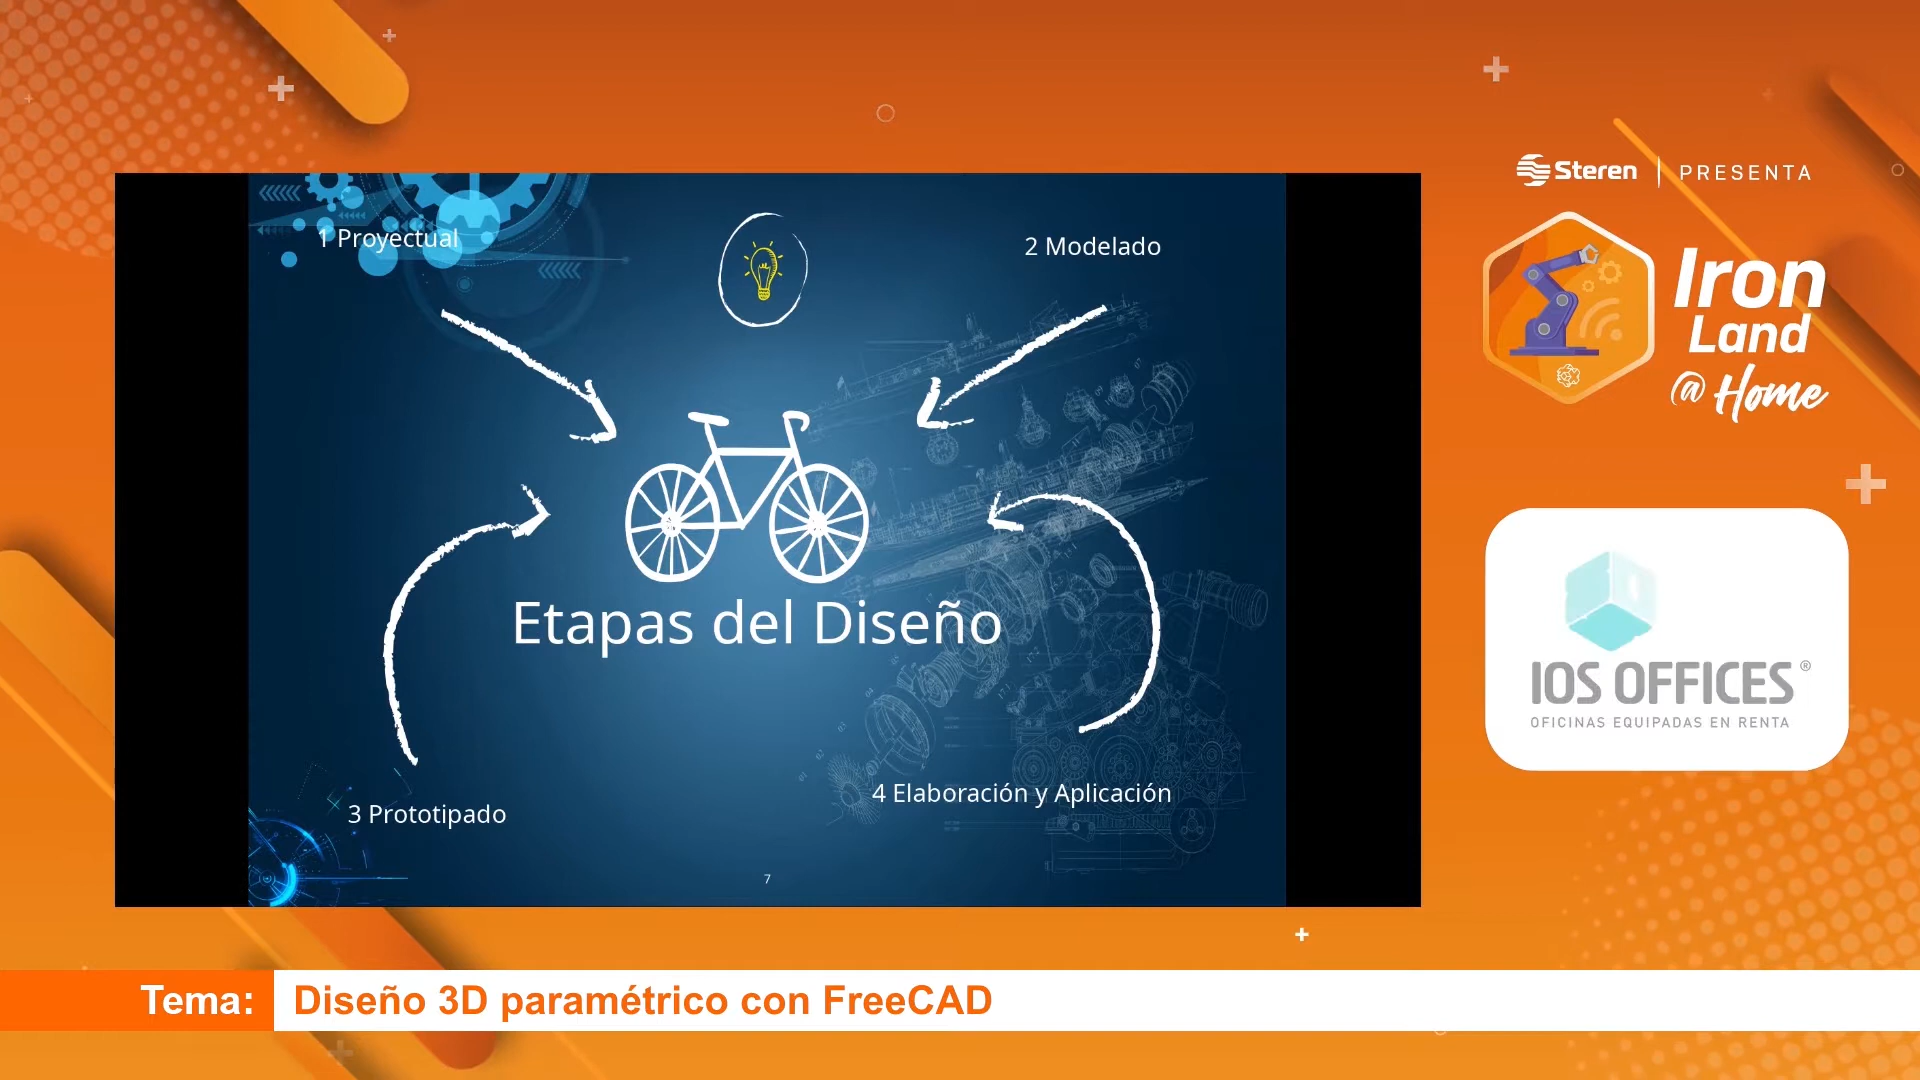 1 Proyectual
2 Modelado
Etapas del Diseño
3 Prototipado
4 Elaboración y Aplicación
7
Steren | PRESENTA
Iron
Land
@ Home
IOS OFFICES®
OFICINAS EQUIPADAS EN RENTA
Tema: Diseño 3D paramétrico con FreeCAD